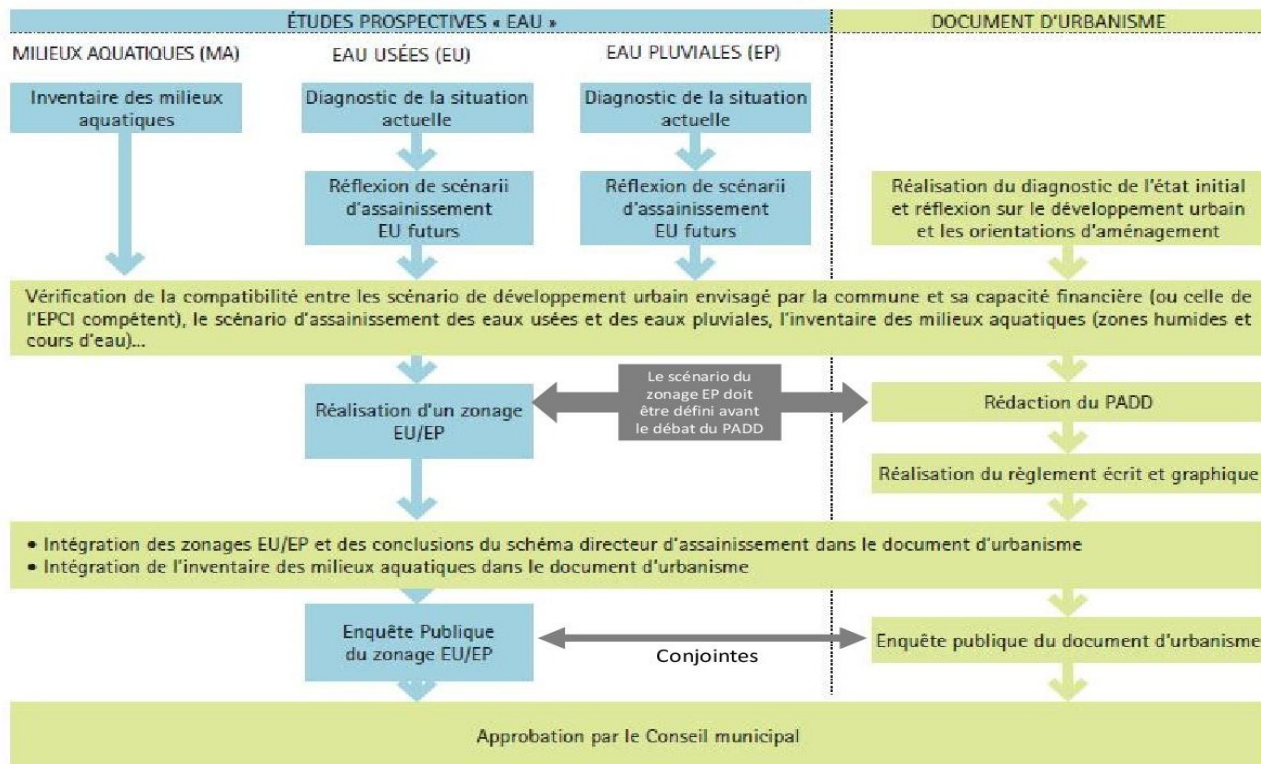 ÉTUDES PROSPECTIVES « EAU »
DOCUMENT D'URBANISME
MILIEUX AQUATIQUES (MA)
EAU USÉES (EU)
EAU PLUVIALES (EP)
Inventaire des milieux
aquatiques
Diagnostic de la situation
actuelle
Diagnostic de la situation
actuelle
Réflexion de scénarii
d'assainissement
EU futurs
Réflexion de scénarii
d'assainissement
EU futurs
Réalisation du diagnostic de l'état initial
et réflexion sur le développement urbain
et les orientations d'aménagement
Vérification de la compatibilité entre les scénario de développement urbain envisagé par la commune et sa capacité financière (ou celle de
l'EPCI compétent), le scénario d'assainissement des eaux usées et des eaux pluviales, l'inventaire des milieux aquatiques (zones humides et
cours d'eau)...
Réalisation d'un zonage
EU/EP
Le scénario du
zonage EP doit
être défini avant
le débat du PADD
Rédaction du PADD
Réalisation du règlement écrit et graphique
• Intégration des zonages EU/EP et des conclusions du schéma directeur d'assainissement dans le document d'urbanisme
• Intégration de l'inventaire des milieux aquatiques dans le document d'urbanisme
Enquête Publique
du zonage EU/EP
Conjointes
Enquête publique du document d'urbanisme
Approbation par le Conseil municipal